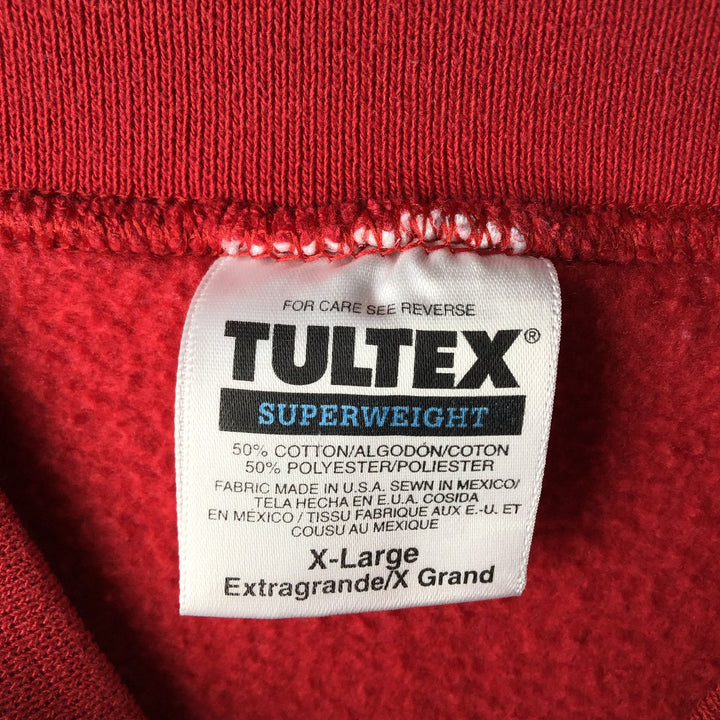 FOR CARE SEE REVERSE
TULTEX®
SUPERWEIGHT
50% COTTON/ALGODÓN/COTON
50% POLYESTER/POLIESTER
FABRIC MADE IN U.S.A. SEWN IN MEXICO/
TELA HECHA EN E.U.A. COSIDA
EN MÉXICO / TISSU FABRIQUE AUX E.-U. ET
COUSU AU MEXIQUE
X-Large
Extragrande/X Grand